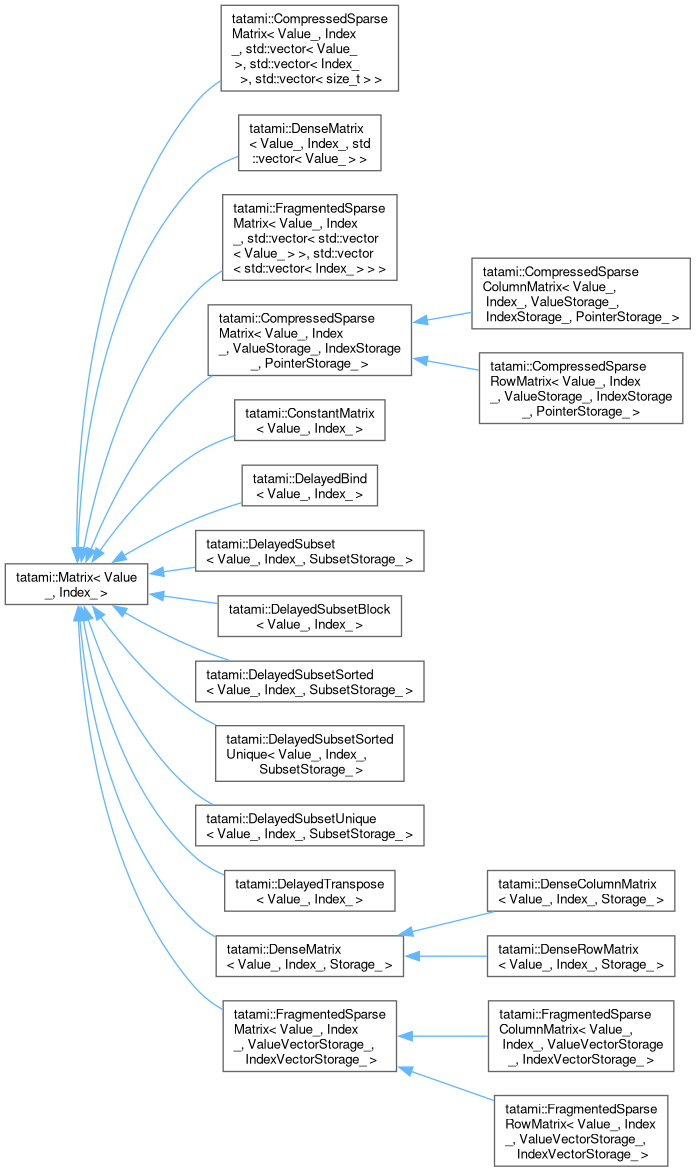 tatami::CompressedSparse
Matrix< Value_, Index
_, std::vector< Value_
>, std::vector< Index_
>, std::vector< size_t > >
tatami::DenseMatrix
< Value_, Index_, std
::vector< Value_ > >
tatami::FragmentedSparse
Matrix< Value_, Index
_, std::vector< std::vector
< Value_ > >, std::vector
< std::vector< Index_ > > >
tatami::CompressedSparse
ColumnMatrix< Value_,
Index_, ValueStorage_,
IndexStorage_, PointerStorage_ >
tatami::CompressedSparse
Matrix< Value_, Index
_, ValueStorage_, IndexStorage
_, PointerStorage_ >
tatami::CompressedSparse
RowMatrix< Value_, Index
_, ValueStorage_, IndexStorage
_, PointerStorage_ >
tatami::ConstantMatrix
< Value_, Index_ >
tatami::DelayedBind
< Value_, Index_ >
tatami::DelayedSubset
< Value_, Index_, SubsetStorage_ >
tatami::Matrix< Value
_, Index_ >
tatami::DelayedSubsetBlock
< Value_, Index_ >
tatami::DelayedSubsetSorted
< Value_, Index_, SubsetStorage_ >
tatami::DelayedSubsetSorted
Unique< Value_, Index_,
SubsetStorage_ >
tatami::DelayedSubsetUnique
< Value_, Index_, SubsetStorage_ >
tatami::DelayedTranspose
< Value_, Index_ >
tatami::DenseColumnMatrix
< Value_, Index_, Storage_ >
tatami::DenseMatrix
< Value_, Index_, Storage_ >
tatami::DenseRowMatrix
< Value_, Index_, Storage_ >
tatami::FragmentedSparse
Matrix< Value_, Index
_, ValueVectorStorage_,
IndexVectorStorage_ >
tatami::FragmentedSparse
ColumnMatrix< Value_,
Index_, ValueVectorStorage
_, IndexVectorStorage_ >
tatami::FragmentedSparse
RowMatrix< Value_, Index
_, ValueVectorStorage_,
IndexVectorStorage_ >